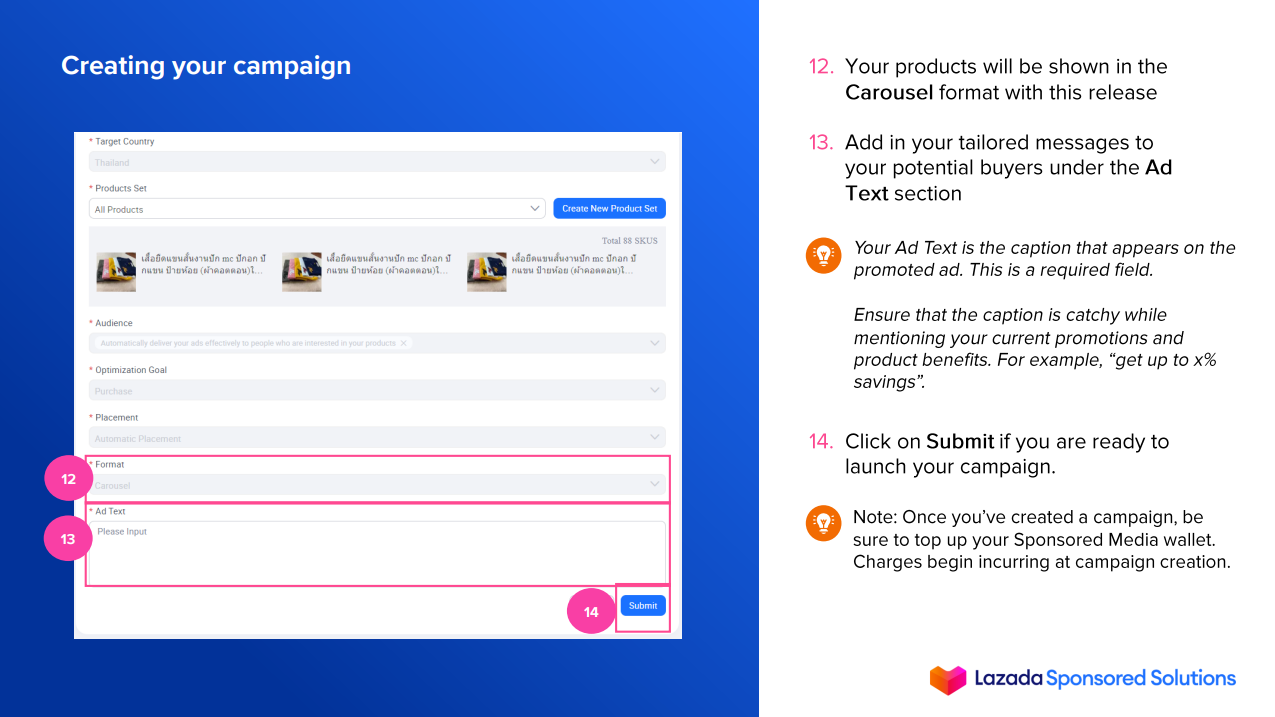 Creating your campaign
* Target Country
Thailand
* Products Set
All Products
Create New Product Set
Total 88 SKUS
เสื้อยืดแขนสั้นงานปัก mc ปักอก ปั
กแขน ป้ายห้อย (ผ้าคอตตอน)ไ...
เสื้อยืดแขนสั้นงานปัก mc ปักอก ปั
กแขน ป้ายห้อย (ผ้าคอตตอน)ไ...
เสื้อยืดแขนสั้นงานปัก mc ปักอก ปั
กแขน ป้ายห้อย (ผ้าคอตตอน)ไ...
* Audience
Automatically deliver your ads effectively to people who are interested in your products ×
* Optimization Goal
Purchase
* Placement
Automatic Placement
12
* Format
Carousel
13
* Ad Text
Please Input
14
Submit
12. Your products will be shown in the
Carousel format with this release
13. Add in your tailored messages to
your potential buyers under the Ad
Text section
Your Ad Text is the caption that appears on the
promoted ad. This is a required field.
Ensure that the caption is catchy while
mentioning your current promotions and
product benefits. For example, “get up to x%
savings”.
14. Click on Submit if you are ready to
launch your campaign.
Note: Once you’ve created a campaign, be
sure to top up your Sponsored Media wallet.
Charges begin incurring at campaign creation.
Lazada Sponsored Solutions